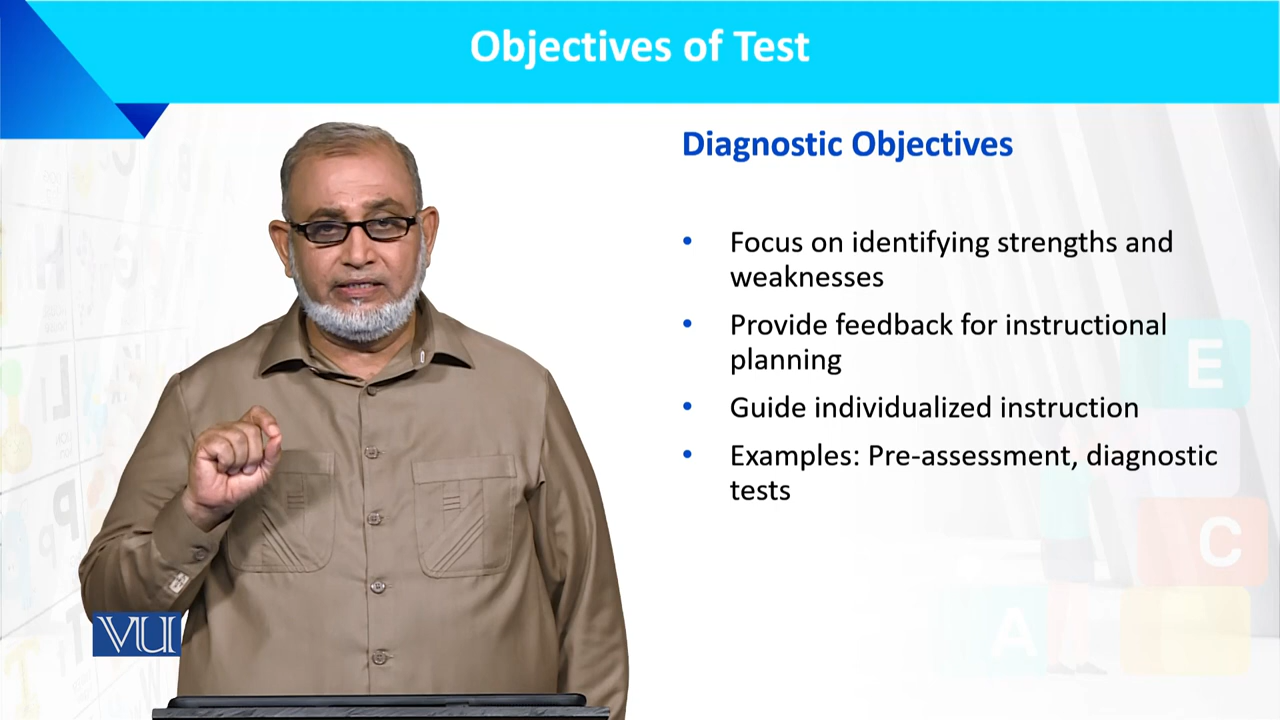 Objectives of Test
Diagnostic Objectives
• Focus on identifying strengths and
weaknesses
• Provide feedback for instructional
planning
• Guide individualized instruction
• Examples: Pre-assessment, diagnostic
tests
E
C
A
VU